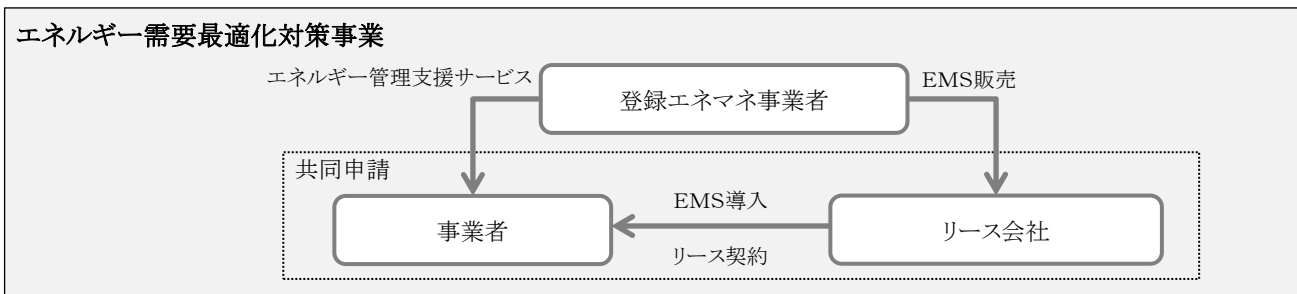 エネルギー需要最適化対策事業
エネルギー管理支援サービス
登録エネマネ事業者
EMS販売
共同申請
事業者
EMS導入
リース契約
リース会社